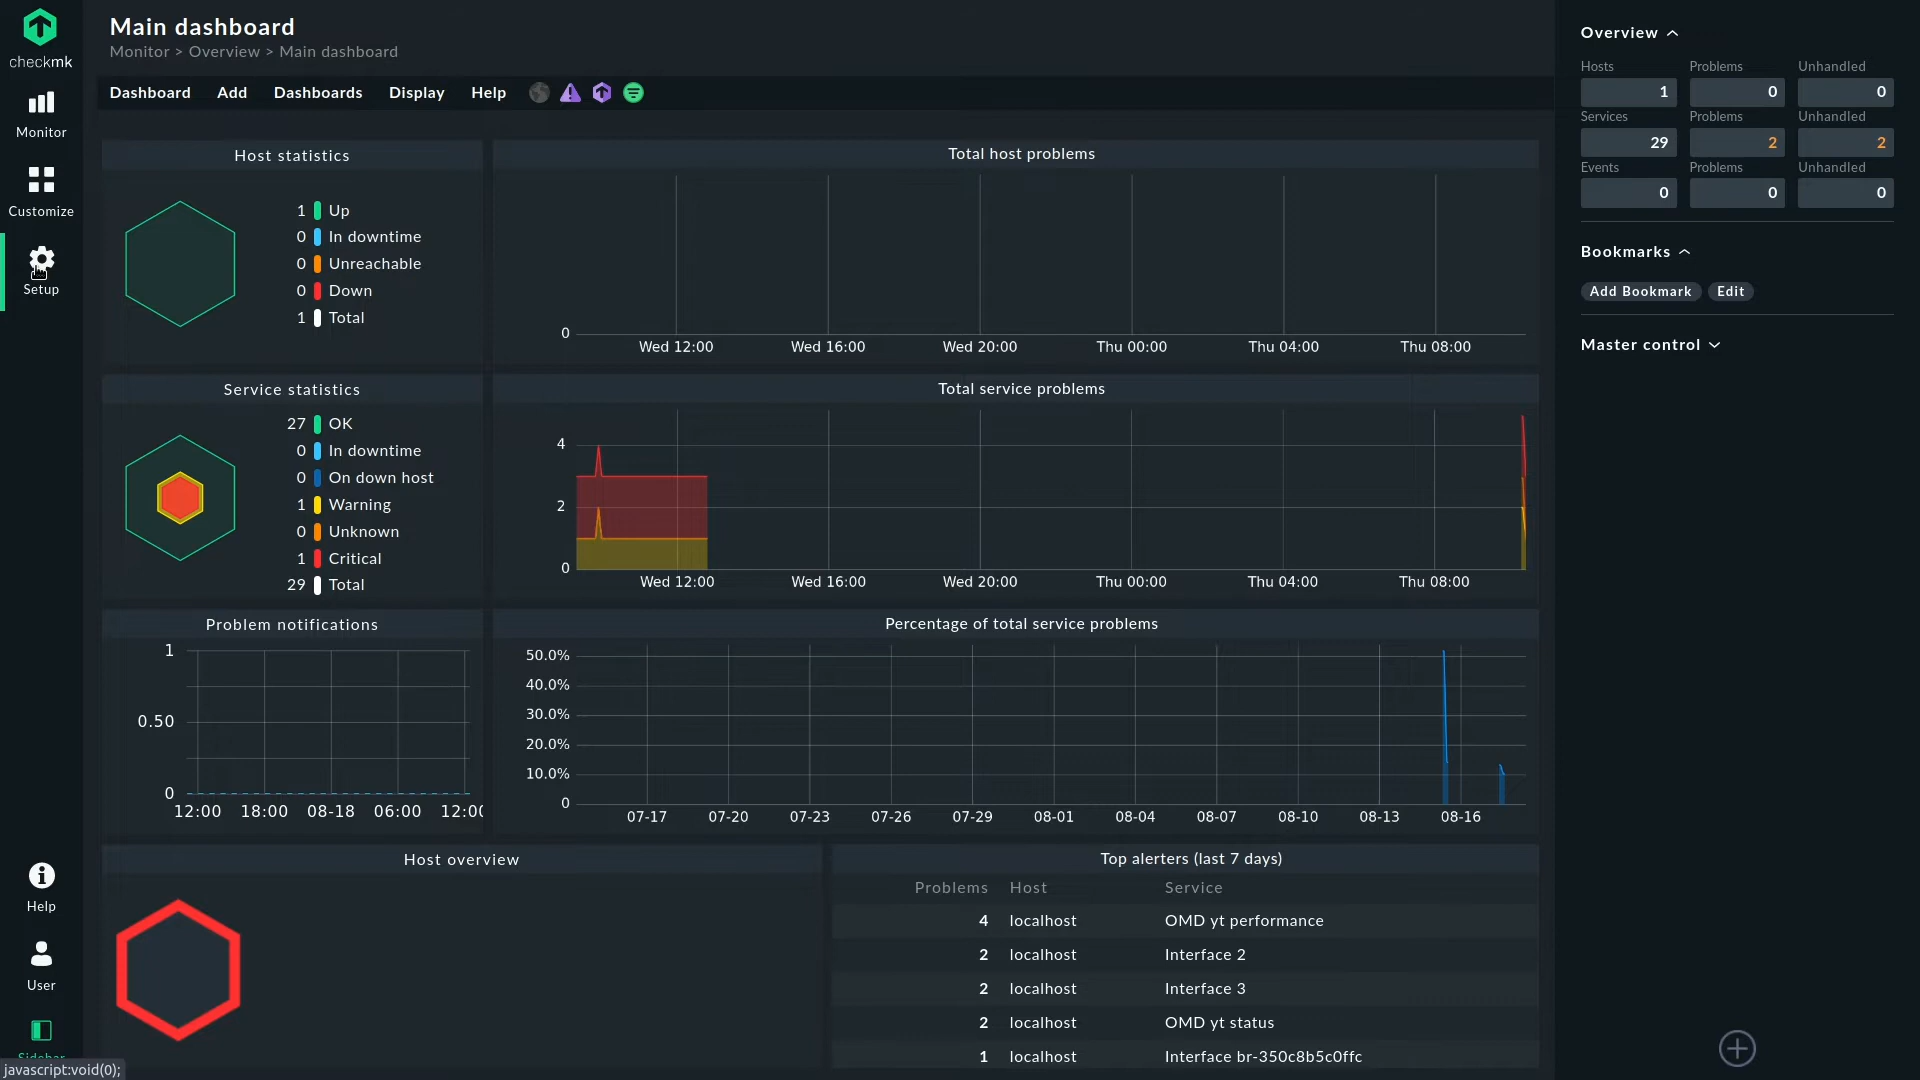 checkmk
Monitor
Customize
Setup
Help
User
Sidebar
javascript:void(0);
Main dashboard
Monitor > Overview > Main dashboard
Dashboard Add Dashboards Display Help
Host statistics
1 Up
0 In downtime
0 Unreachable
0 Down
1 Total
Total host problems
0
Wed 12:00 Wed 16:00 Wed 20:00 Thu 00:00 Thu 04:00 Thu 08:00
Service statistics
27 OK
0 In downtime
0 On down host
1 Warning
0 Unknown
1 Critical
29 Total
Total service problems
4
2
0
Wed 12:00 Wed 16:00 Wed 20:00 Thu 00:00 Thu 04:00 Thu 08:00
Problem notifications
1
0.50
0
12:00 18:00 08-18 06:00 12:00
Percentage of total service problems
50.0%
40.0%
30.0%
20.0%
10.0%
0
07-17 07-20 07-23 07-26 07-29 08-01 08-04 08-07 08-10 08-13 08-16
Host overview
Top alerters (last 7 days)
Problems Host Service
4 localhost OMD yt performance
2 localhost Interface 2
2 localhost Interface 3
2 localhost OMD yt status
1 localhost Interface br-350c8b5c0ffc
Overview
Hosts Problems Unhandled
1 0 0
Services Problems Unhandled
29 2 2
Events Problems Unhandled
0 0 0
Bookmarks
Add Bookmark Edit
Master control